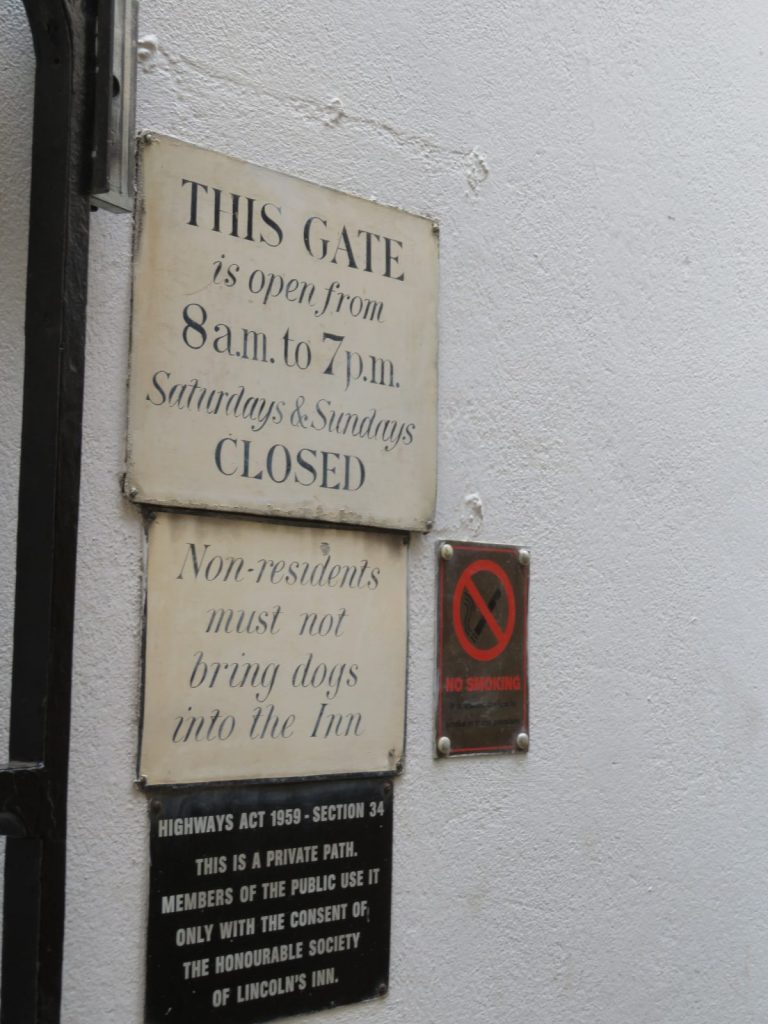 THIS GATE
is open from
8 a.m. to 7 p.m.
Saturdays & Sundays
CLOSED
Non-residents
must not
bring dogs
into the Inn
NO SMOKING
HIGHWAYS ACT 1959 - SECTION 34
THIS IS A PRIVATE PATH.
MEMBERS OF THE PUBLIC USE IT
ONLY WITH THE CONSENT OF
THE HONOURABLE SOCIETY
OF LINCOLN'S INN.